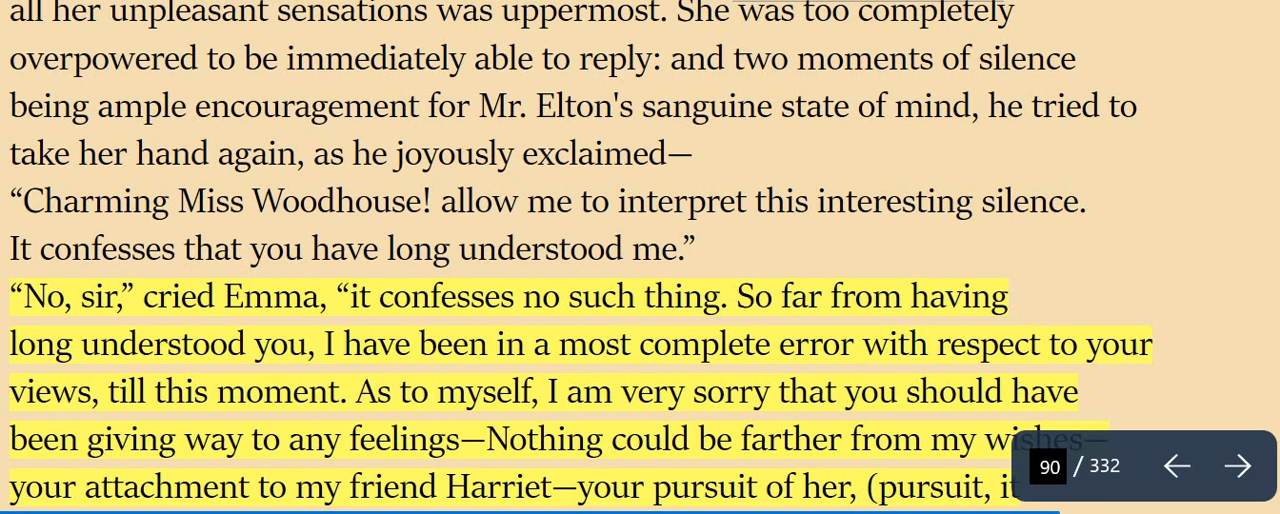 all her unpleasant sensations was uppermost. She was too completely
overpowered to be immediately able to reply: and two moments of silence
being ample encouragement for Mr. Elton's sanguine state of mind, he tried to
take her hand again, as he joyously exclaimed—
“Charming Miss Woodhouse! allow me to interpret this interesting silence.
It confesses that you have long understood me.”
“No, sir,” cried Emma, “it confesses no such thing. So far from having
long understood you, I have been in a most complete error with respect to your
views, till this moment. As to myself, I am very sorry that you should have
been giving way to any feelings—Nothing could be farther from my wishes—
your attachment to my friend Harriet—your pursuit of her, (pursuit, it
90 / 332